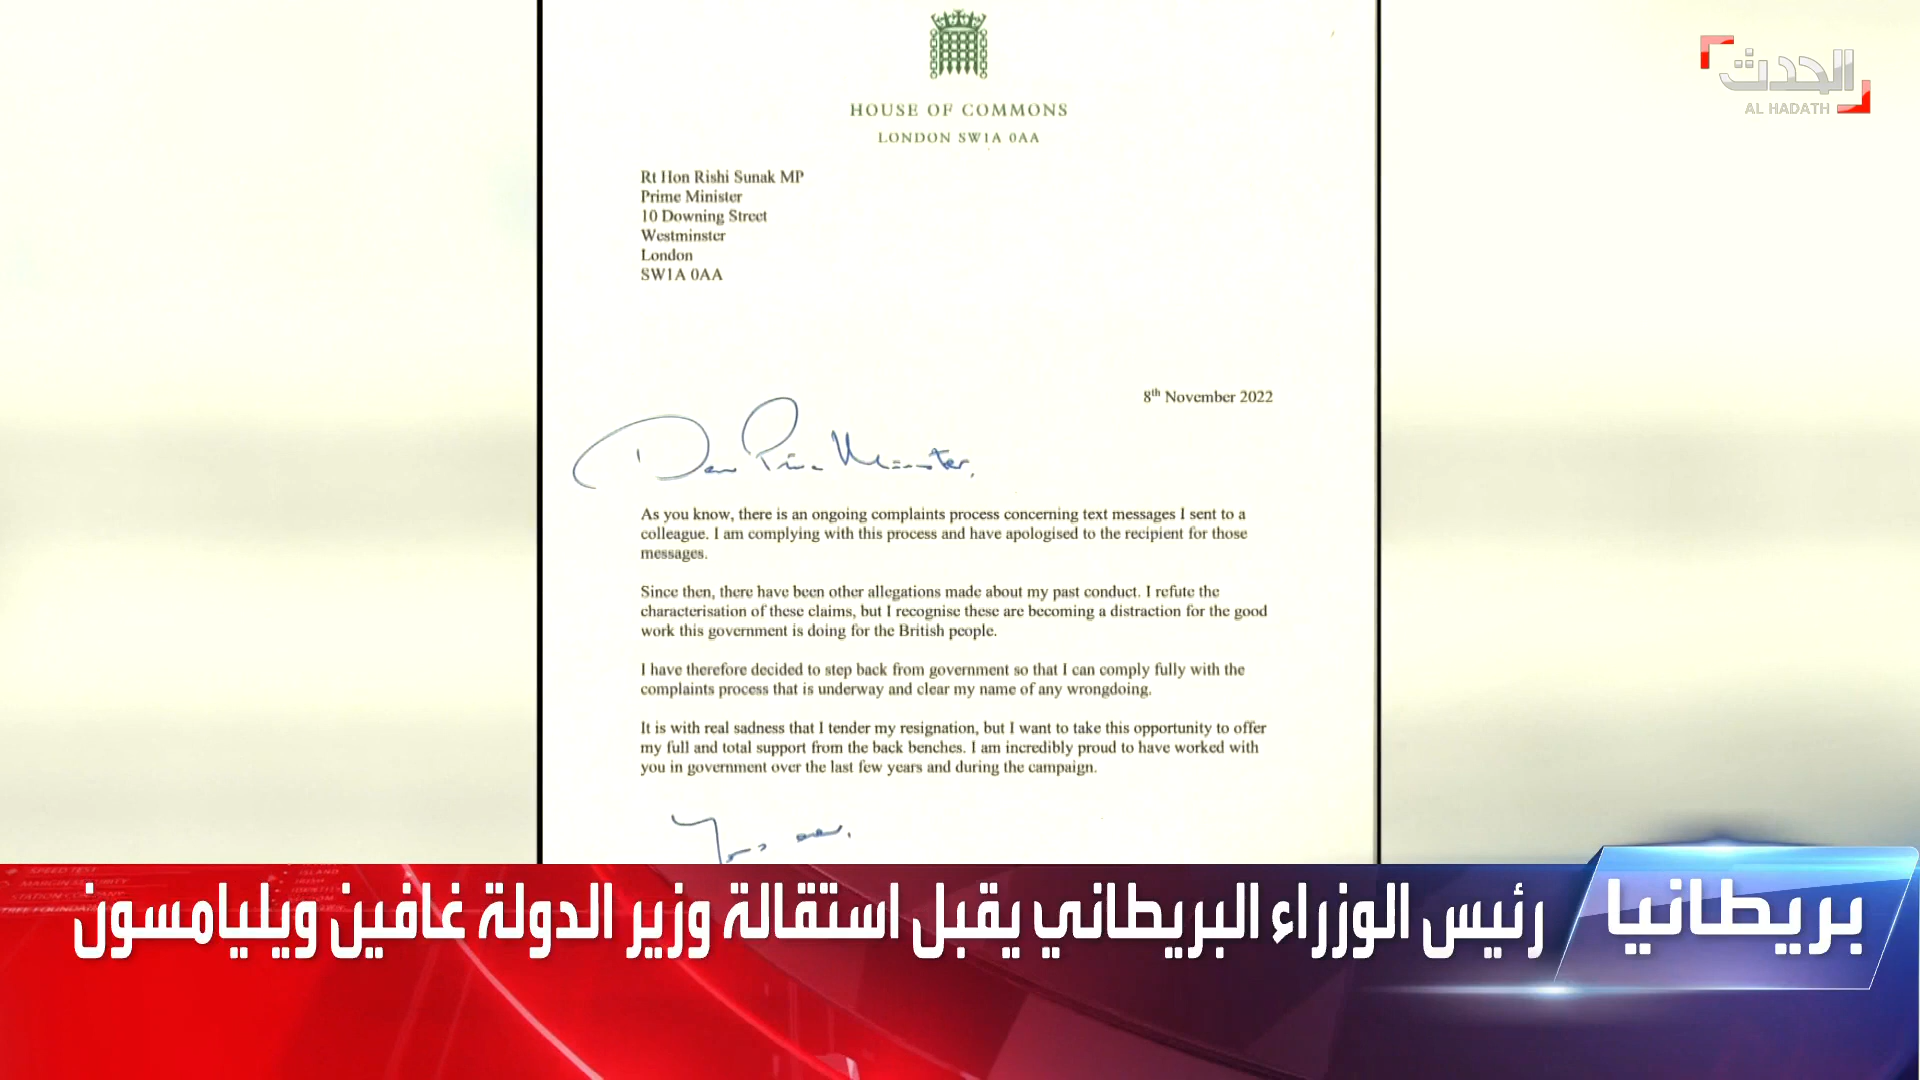 HOUSE OF COMMONS
LONDON SW1A 0AA
الحدث
AL HADATH
Rt Hon Rishi Sunak MP
Prime Minister
10 Downing Street
Westminster
London
SW1A 0AA
8th November 2022
Dear Prime Minister,
As you know, there is an ongoing complaints process concerning text messages I sent to a
colleague. I am complying with this process and have apologised to the recipient for those
messages.
Since then, there have been other allegations made about my past conduct. I refute the
characterisation of these claims, but I recognise these are becoming a distraction for the good
work this government is doing for the British people.
I have therefore decided to step back from government so that I can comply fully with the
complaints process that is underway and clear my name of any wrongdoing.
It is with real sadness that I tender my resignation, but I want to take this opportunity to offer
my full and total support from the back benches. I am incredibly proud to have worked with
you in government over the last few years and during the campaign.
بريطانيا
رئيس الوزراء البريطاني يقبل استقالة وزير الدولة غافين ويليامسون